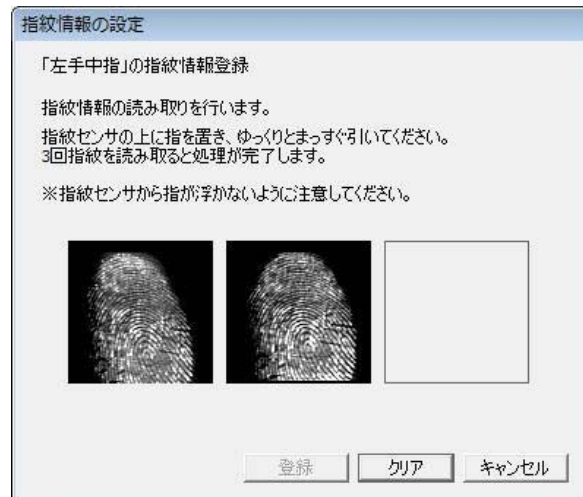 指紋情報の設定
「左手中指」の指紋情報登録
指紋情報の読み取りを行います。
指紋センサの上に指を置き、ゆっくりとまっすぐ引いてください。
3回指紋を読み取ると処理が完了します。
※指紋センサから指が浮かないように注意してください。
登録 クリア キャンセル